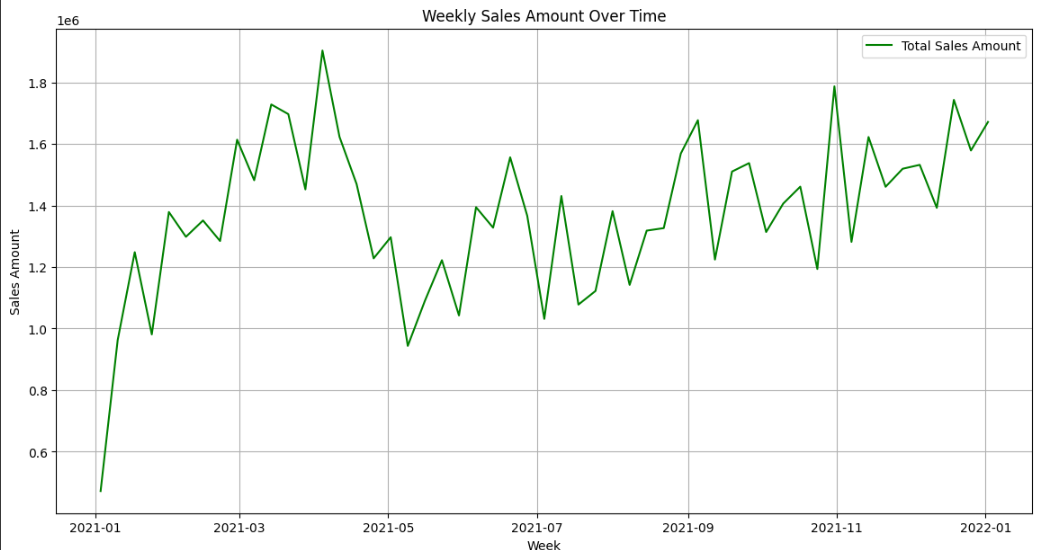 Weekly Sales Amount Over Time
1e6
Total Sales Amount
1.8
1.6
1.4
1.2
1.0
0.8
0.6
Sales Amount
2021-01
2021-03
2021-05
2021-07
2021-09
2021-11
2022-01
Week